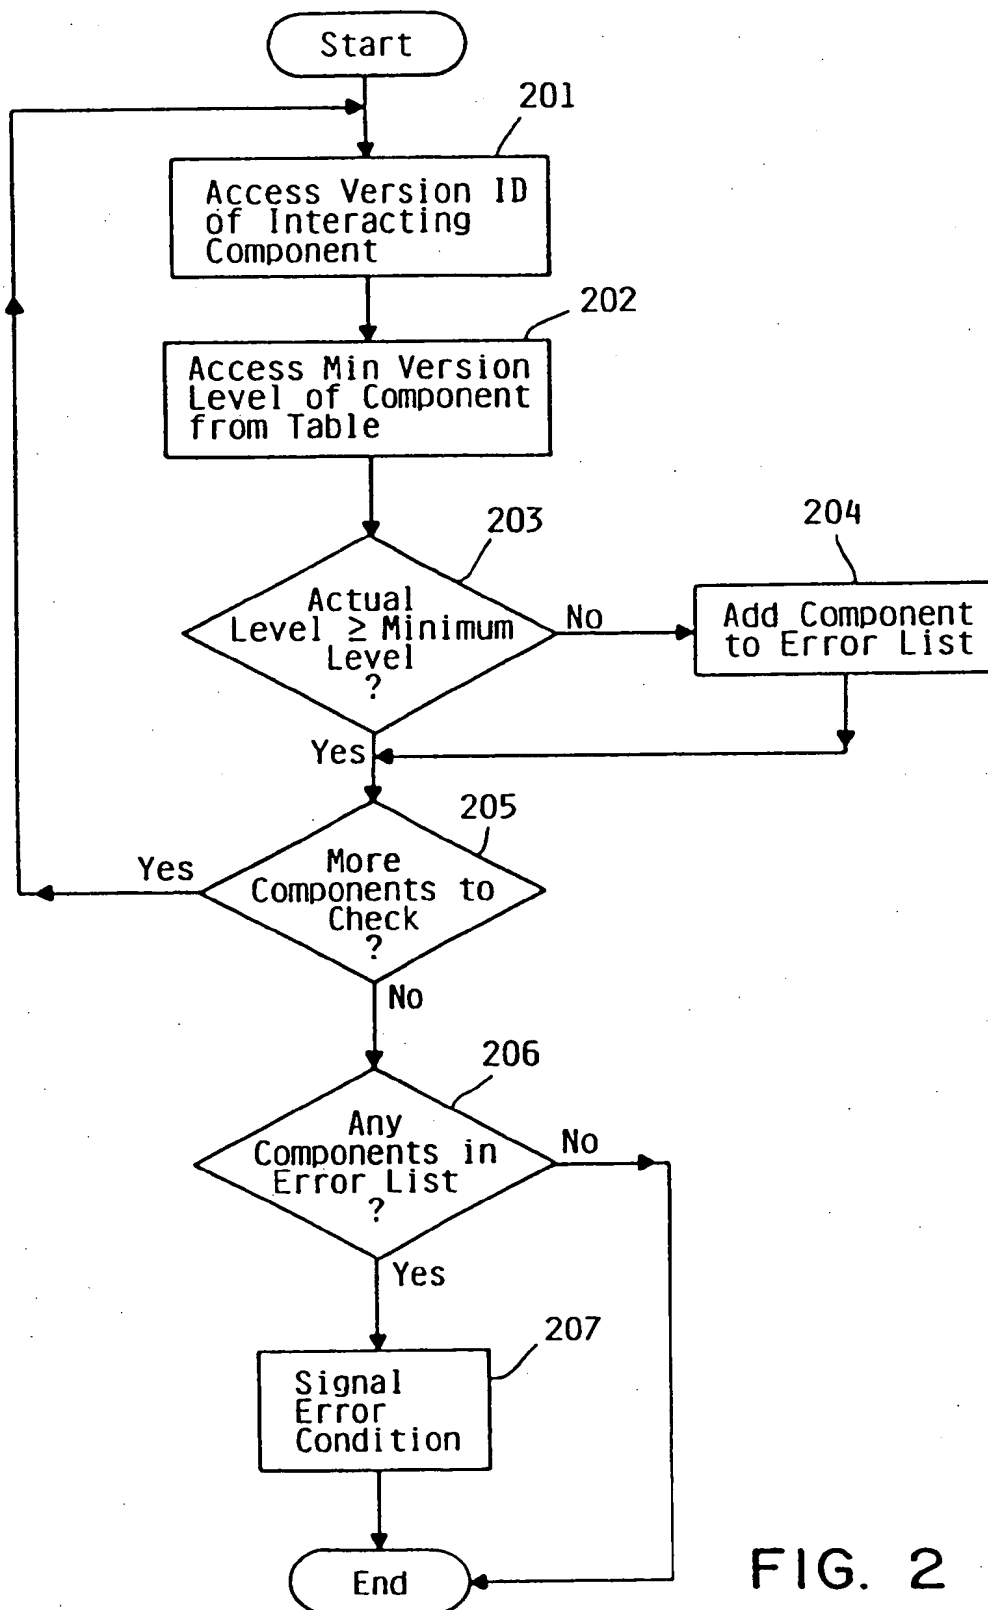 Start
201
Access Version ID
of Interacting
Component
202
Access Min Version
Level of Component
from Table
203
Actual
Level ≥ Minimum
Level
?
No
204
Add Component
to Error List
Yes
205
More
Components to
Check
?
Yes
No
206
Any
Components in
Error List
?
No
Yes
207
Signal
Error
Condition
End
FIG. 2